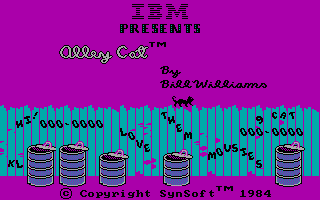 IBM
PRESENTS
Alley Cat™
By
Bill Williams
HI!
000-0000
KL
LOVE
THEM
MOUSIES
9 CAT
000-0000
© Copyright SynSoft™ 1984